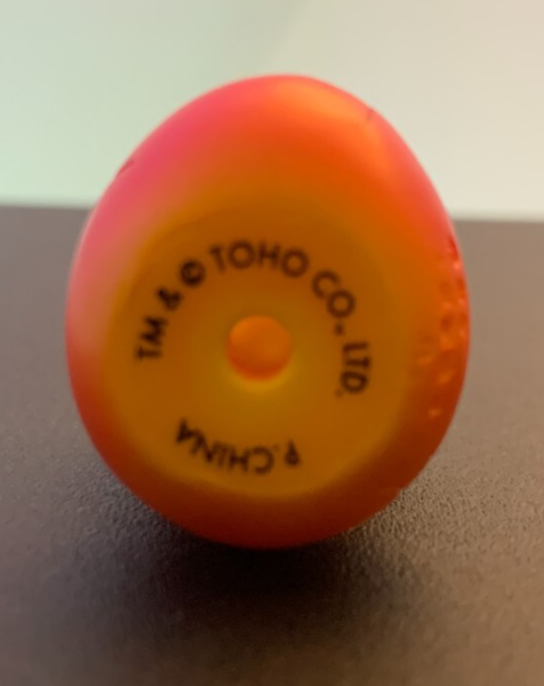 TM & © TOHO CO., LTD.
P.CHINA